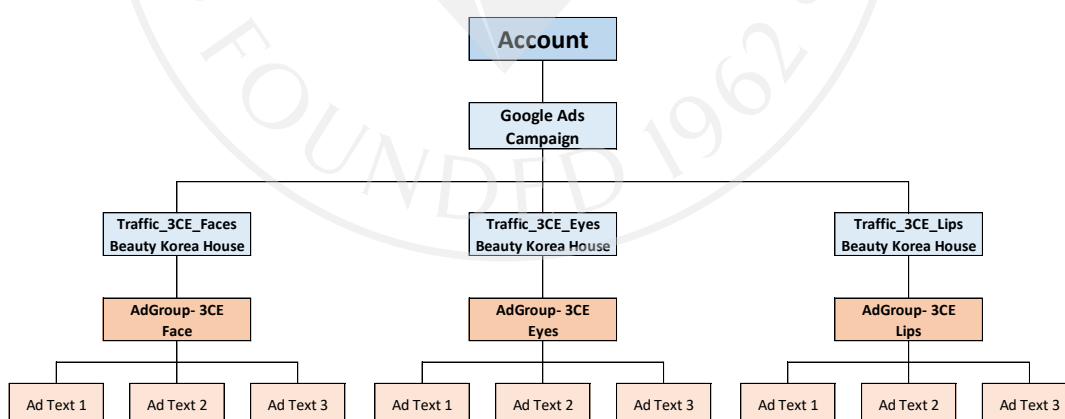 Account
Google Ads
Campaign
Traffic_3CE_Faces
Beauty Korea House
Traffic_3CE_Eyes
Beauty Korea House
Traffic_3CE_Lips
Beauty Korea House
AdGroup- 3CE
Face
AdGroup- 3CE
Eyes
AdGroup- 3CE
Lips
Ad Text 1
Ad Text 2
Ad Text 3
Ad Text 1
Ad Text 2
Ad Text 3
Ad Text 1
Ad Text 2
Ad Text 3
FOUNDED 1962